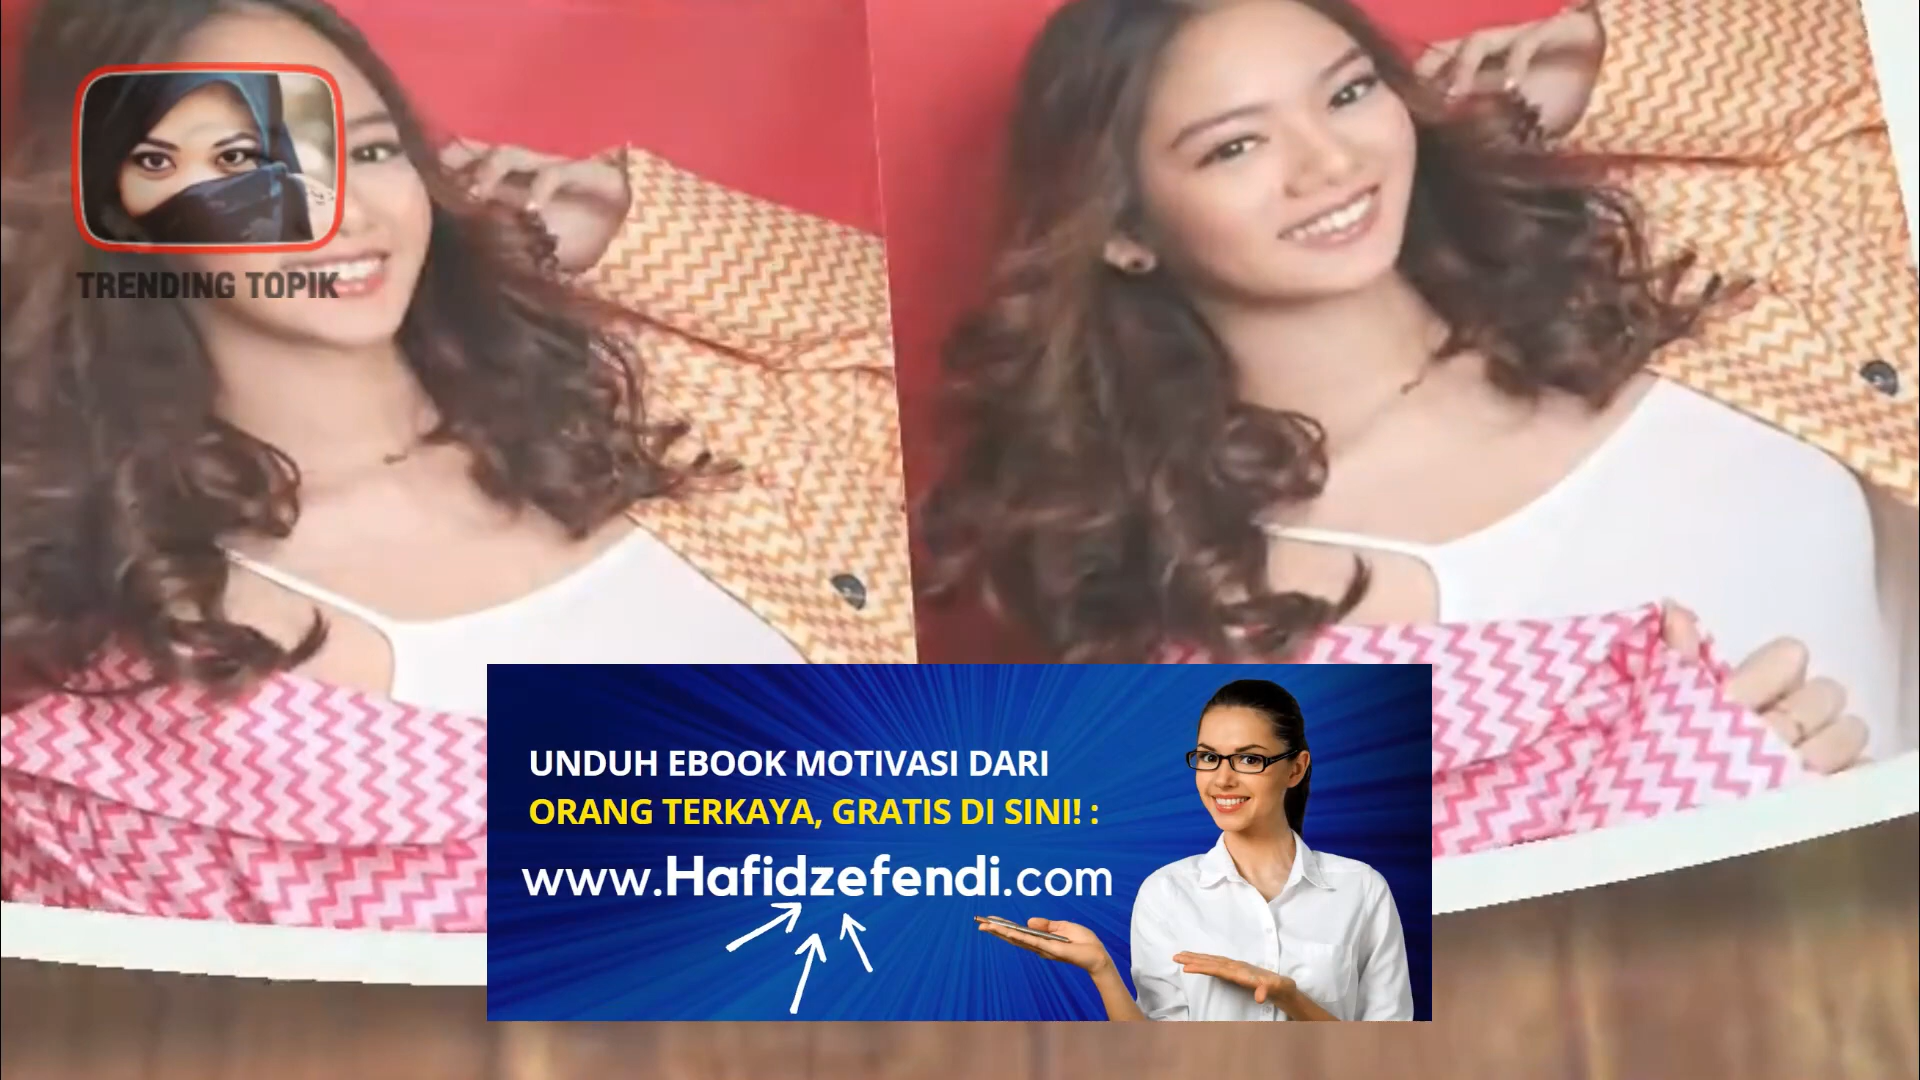 TRENDING TOPIK
UNDUH EBOOK MOTIVASI DARI
ORANG TERKAYA, GRATIS DI SINI! :
www.Hafidzefendi.com